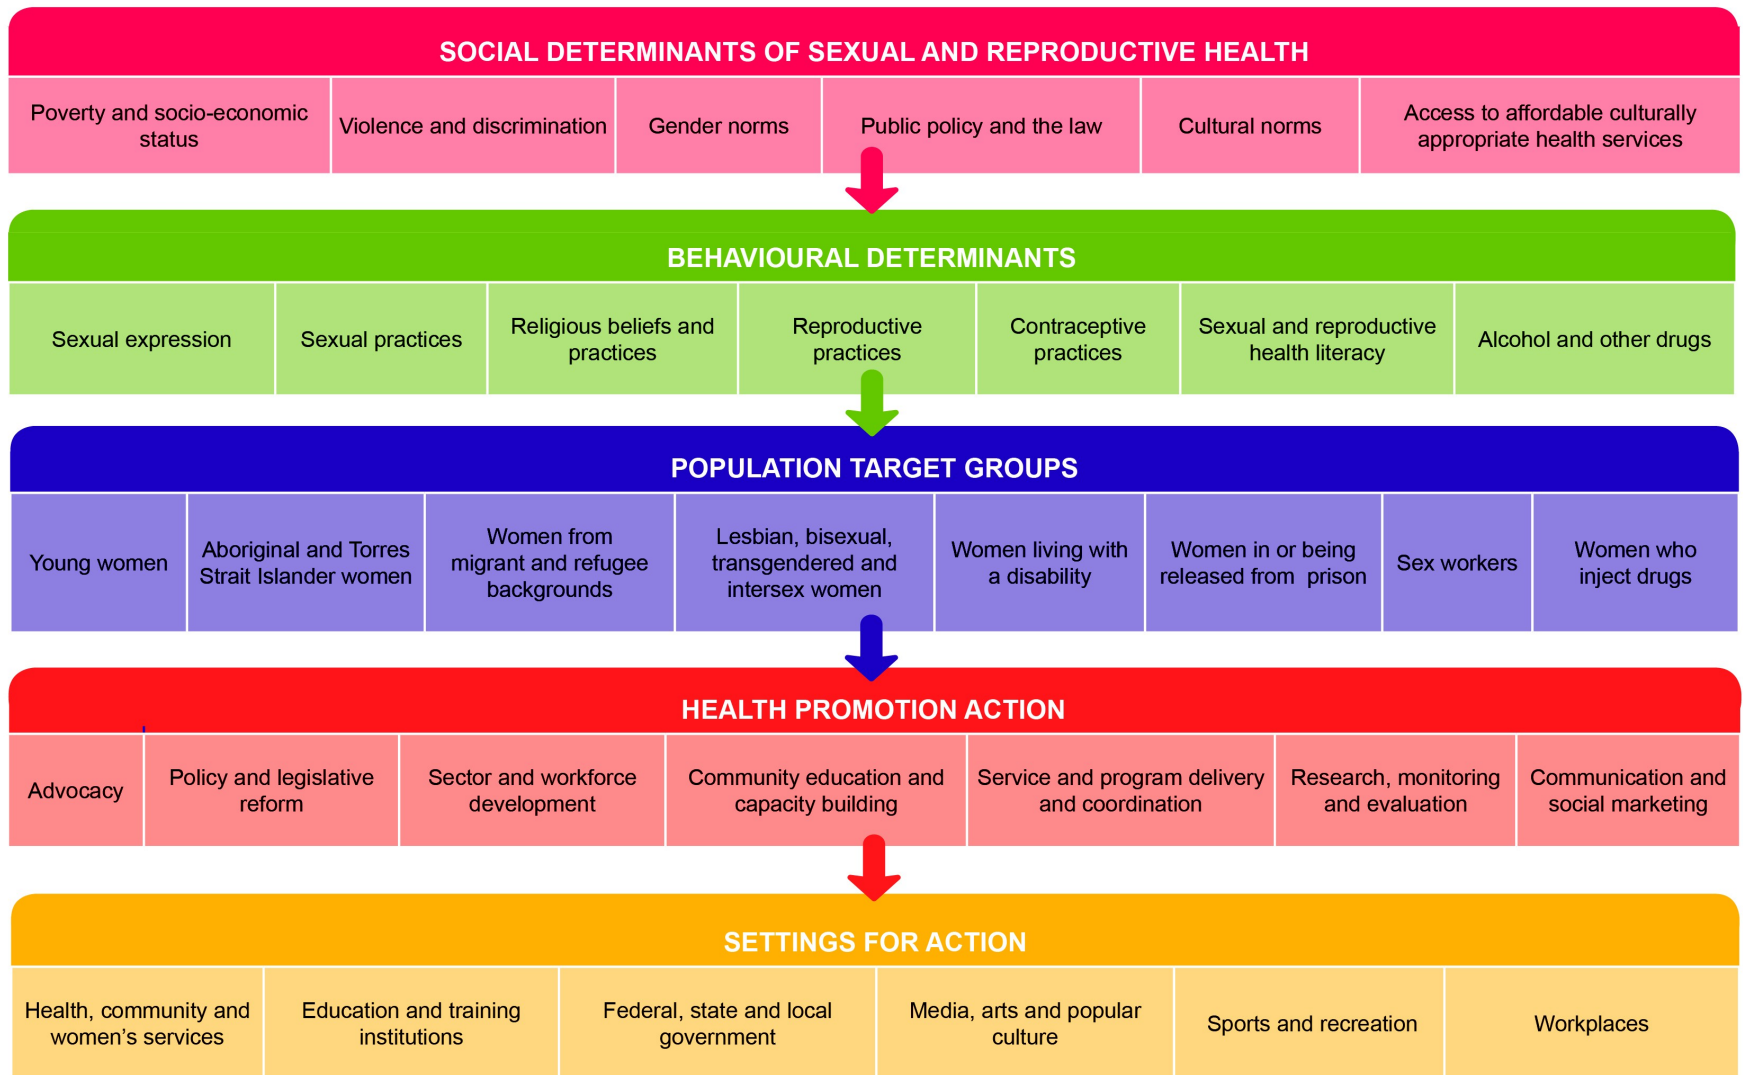 SOCIAL DETERMINANTS OF SEXUAL AND REPRODUCTIVE HEALTH
Poverty and socio-economic
status
Violence and discrimination
Gender norms
Public policy and the law
Cultural norms
Access to affordable culturally
appropriate health services
BEHAVIOURAL DETERMINANTS
Sexual expression
Sexual practices
Religious beliefs and
practices
Reproductive
practices
Contraceptive
practices
Sexual and reproductive
health literacy
Alcohol and other drugs
POPULATION TARGET GROUPS
Young women
Aboriginal and Torres
Strait Islander women
Women from
migrant and refugee
backgrounds
Lesbian, bisexual,
transgendered and
intersex women
Women living with
a disability
Women in or being
released from  prison
Sex workers
Women who
inject drugs
HEALTH PROMOTION ACTION
Advocacy
Policy and legislative
reform
Sector and workforce
development
Community education and
capacity building
Service and program delivery
and coordination
Research, monitoring
and evaluation
Communication and
social marketing
SETTINGS FOR ACTION
Health, community and
women’s services
Education and training
institutions
Federal, state and local
government
Media, arts and popular
culture
Sports and recreation
Workplaces